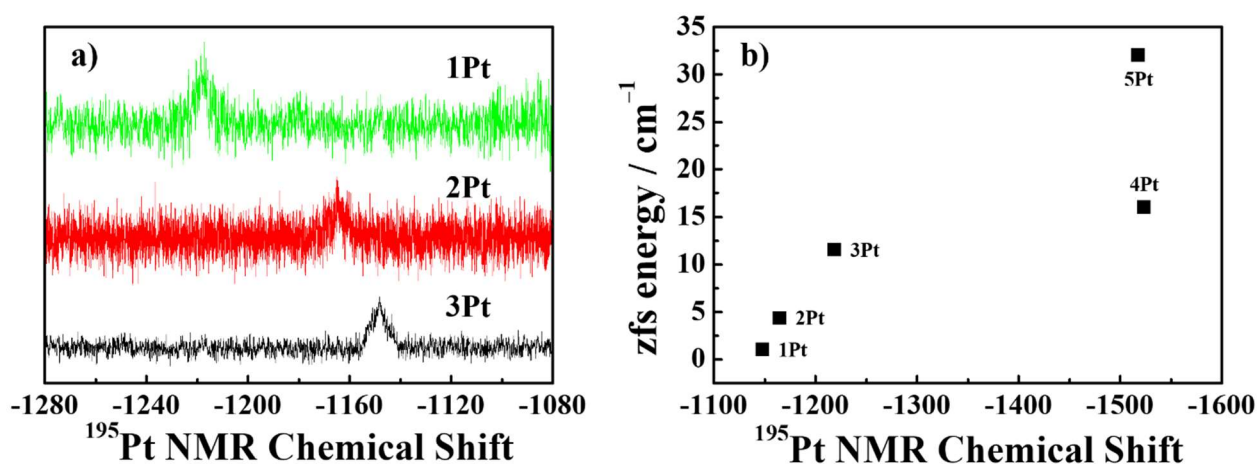 a)
1Pt
2Pt
3Pt
-1280 -1240 -1200 -1160 -1120 -1080
¹⁹⁵Pt NMR Chemical Shift
b)
zfs energy / cm⁻¹
35
30
25
20
15
10
5
0
5Pt
4Pt
3Pt
2Pt
1Pt
-1100 -1200 -1300 -1400 -1500 -1600
¹⁹⁵Pt NMR Chemical Shift